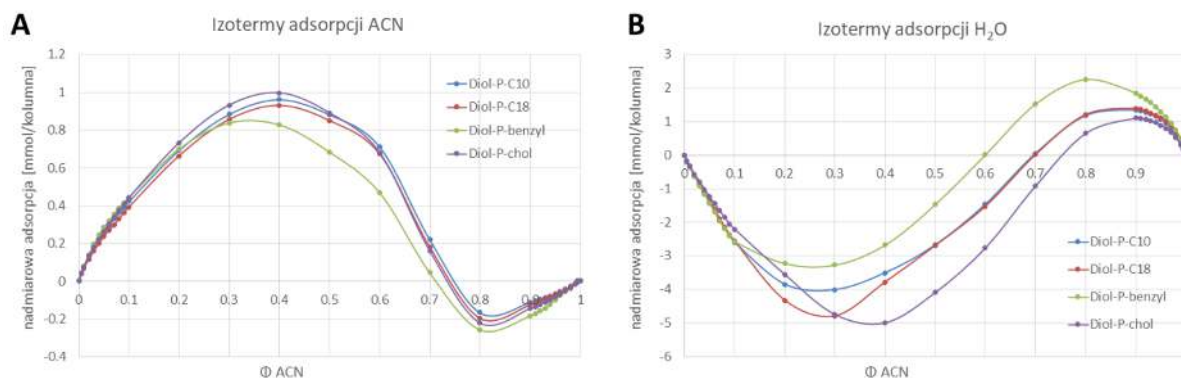 A
Izotermy adsorpcji ACN
nadmiarowa adsorpcja [mmol/kolumna]
1.2
1
0.8
0.6
0.4
0.2
0
-0.2
-0.4
0 0.1 0.2 0.3 0.4 0.5 0.6 0.7 0.8 0.9 1
Φ ACN
Diol-P-C10
Diol-P-C18
Diol-P-benzyl
Diol-P-chol
B
Izotermy adsorpcji H₂O
nadmiarowa adsorpcja [mmol/kolumna]
3
2
1
0
-1
-2
-3
-4
-5
-6
0 0.1 0.2 0.3 0.4 0.5 0.6 0.7 0.8 0.9
Φ ACN
Diol-P-C10
Diol-P-C18
Diol-P-benzyl
Diol-P-chol